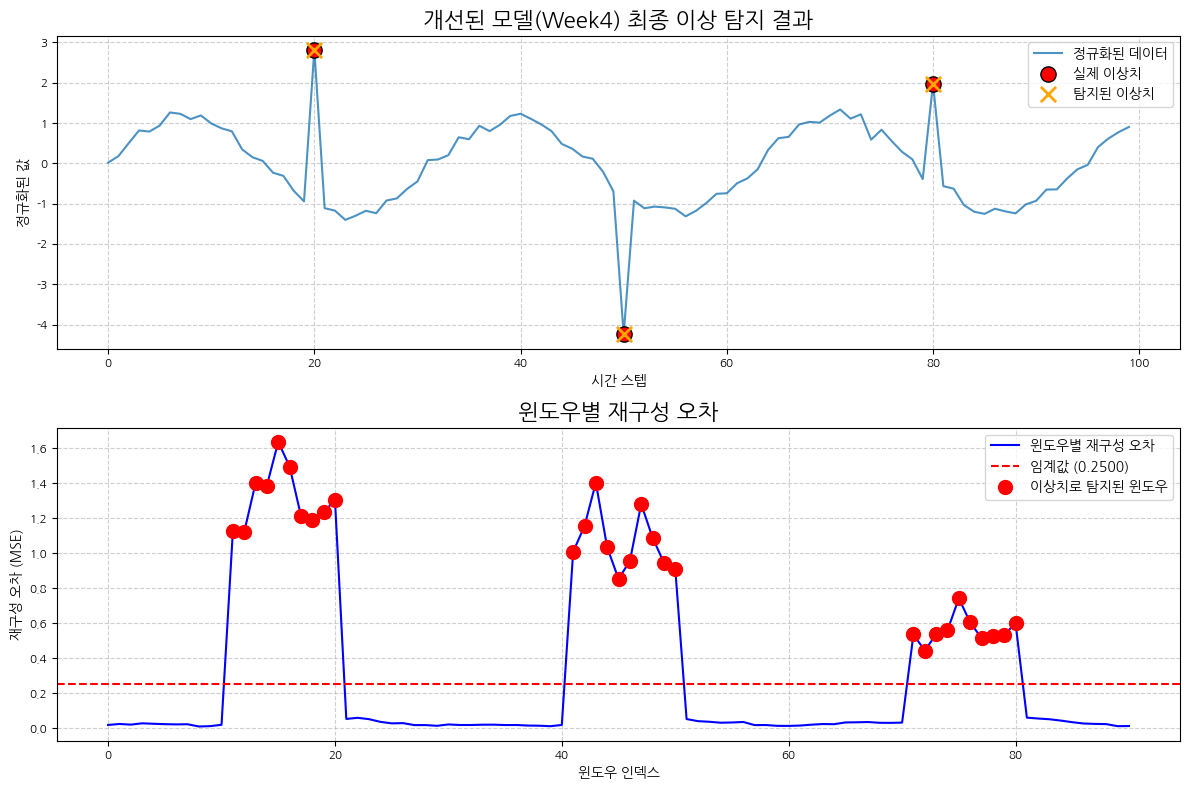 개선된 모델(Week4) 최종 이상 탐지 결과
정규화된 데이터
실제 이상치
탐지된 이상치
정규화된 값
3
2
1
0
-1
-2
-3
-4
0
20
40
60
80
100
시간 스텝
윈도우별 재구성 오차
윈도우별 재구성 오차
임계값 (0.2500)
이상치로 탐지된 윈도우
재구성 오차 (MSE)
1.6
1.4
1.2
1.0
0.8
0.6
0.4
0.2
0.0
0
20
40
60
80
윈도우 인덱스